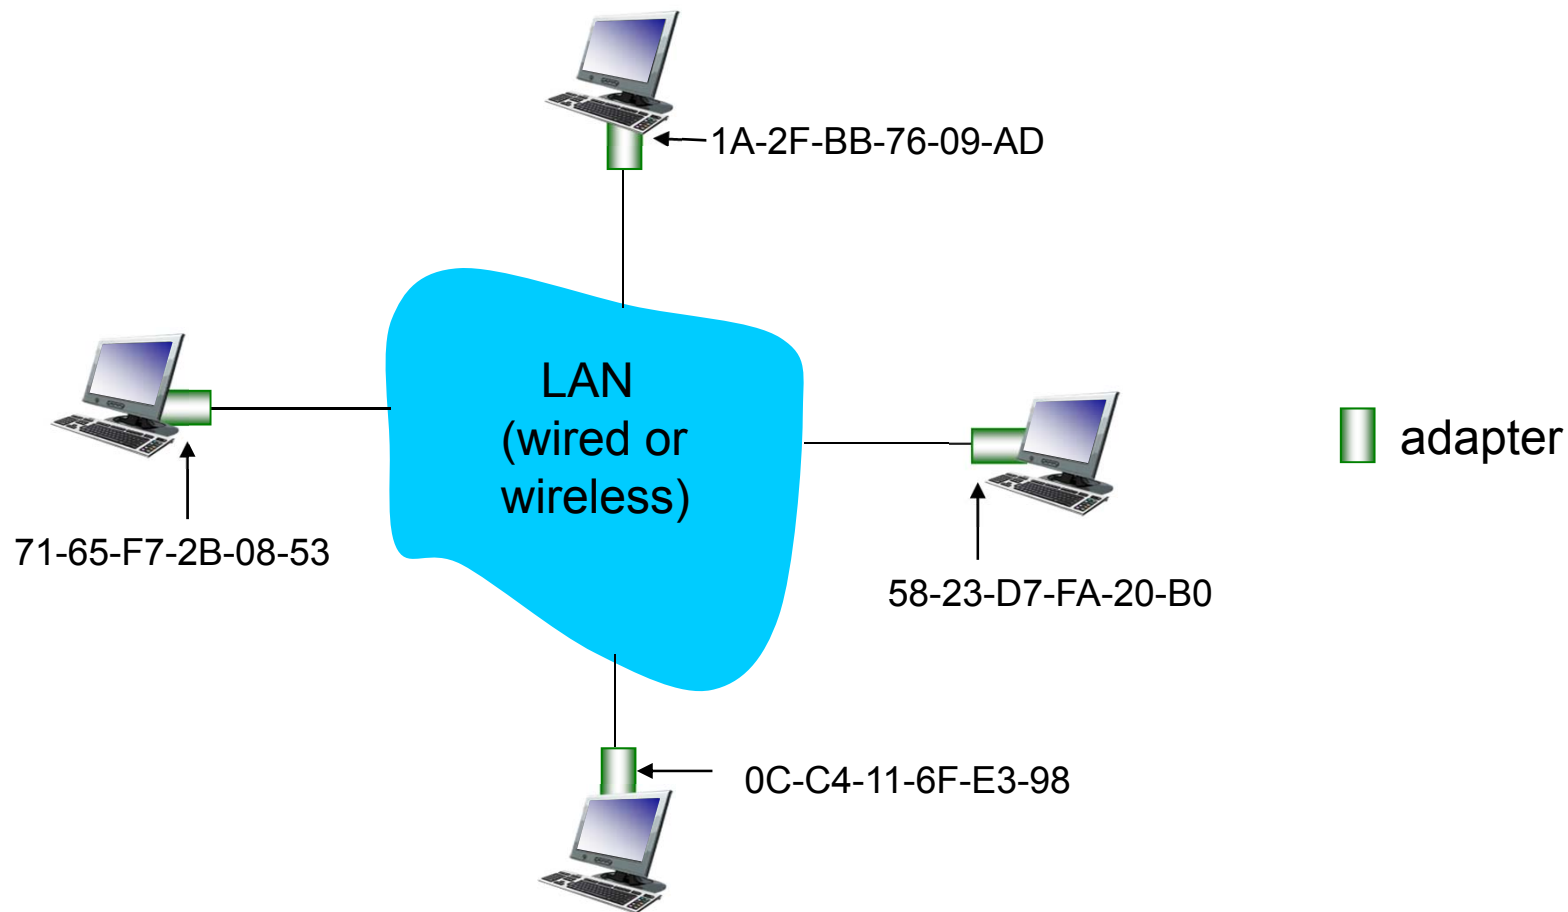 1A-2F-BB-76-09-AD
LAN
(wired or
wireless)
adapter
71-65-F7-2B-08-53
58-23-D7-FA-20-B0
0C-C4-11-6F-E3-98